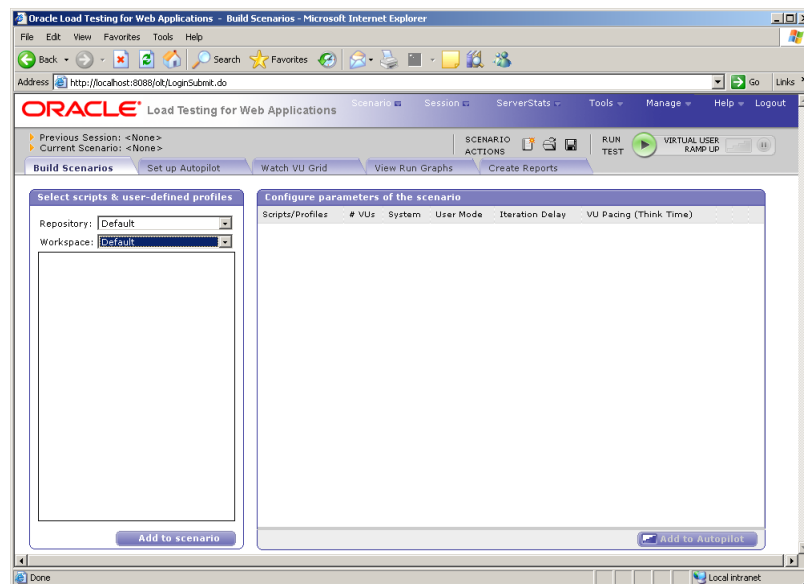 Oracle Load Testing for Web Applications - Build Scenarios - Microsoft Internet Explorer
File Edit View Favorites Tools Help
Back Search Favorites
Address http://localhost:8088/olt/LoginSubmit.do Go Links
ORACLE Load Testing for Web Applications Scenario Session ServerStats Tools Manage Help Logout
Previous Session: <None>
Current Scenario: <None>
SCENARIO ACTIONS RUN TEST VIRTUAL USER RAMP UP
Build Scenarios Set up Autopilot Watch VU Grid View Run Graphs Create Reports
Select scripts & user-defined profiles Configure parameters of the scenario
Scripts/Profiles # VUs System User Mode Iteration Delay VU Pacing (Think Time)
Repository: Default
Workspace: Default
Add to scenario Add to Autopilot
Done Local intranet